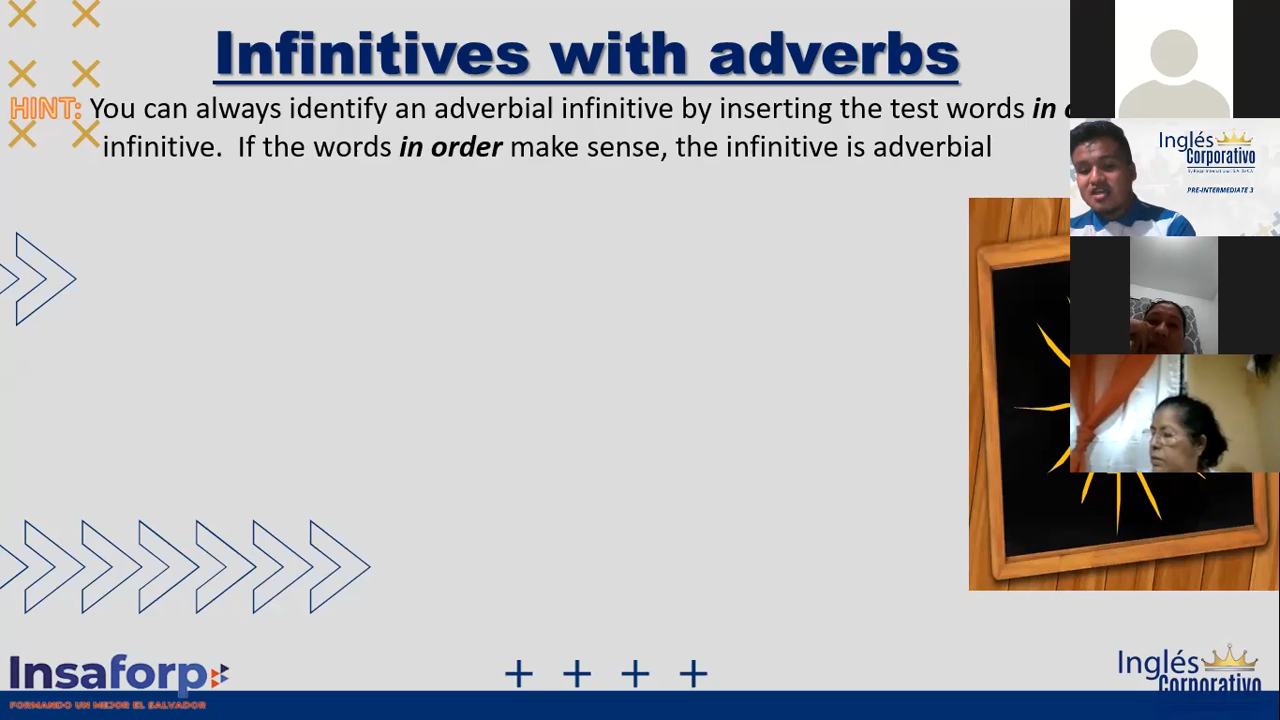 Infinitives with adverbs
HINT: You can always identify an adverbial infinitive by inserting the test words in
infinitive. If the words in order make sense, the infinitive is adverbial
Inglés
Corporativo
PRE-INTERMEDIATE 3
Insaforp
FORMANDO UN MEJOR EL SALVADOR
Inglés
Corporativo